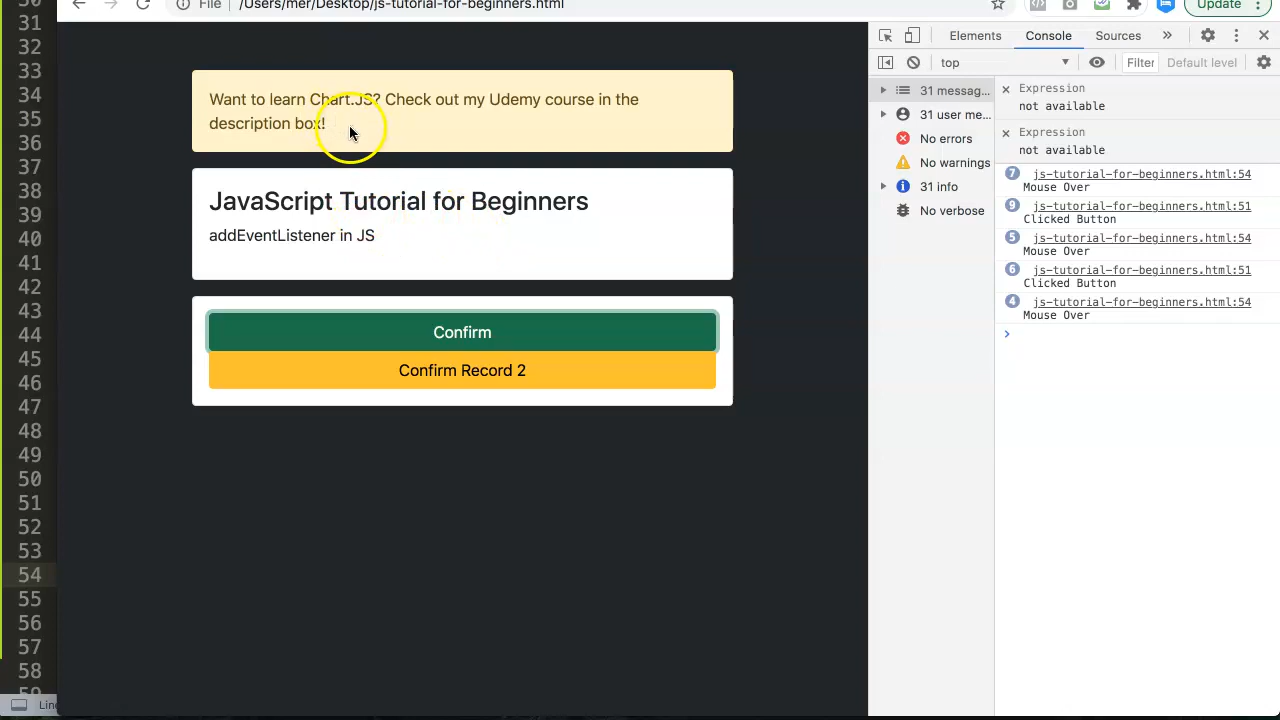 File /Users/mer/Desktop/js-tutorial-for-beginners.html
Update
31
32
33
34
35
36
37
38
39
40
41
42
43
44
45
46
47
48
49
50
51
52
53
54
55
56
57
58
Want to learn Chart.JS? Check out my Udemy course in the
description box!
JavaScript Tutorial for Beginners
addEventListener in JS
Confirm
Confirm Record 2
Elements Console Sources »
top Filter Default level
31 messag...
31 user me...
No errors
No warnings
31 info
No verbose
Expression
not available
Expression
not available
7 js-tutorial-for-beginners.html:54
Mouse Over
9 js-tutorial-for-beginners.html:51
Clicked Button
5 js-tutorial-for-beginners.html:54
Mouse Over
6 js-tutorial-for-beginners.html:51
Clicked Button
4 js-tutorial-for-beginners.html:54
Mouse Over